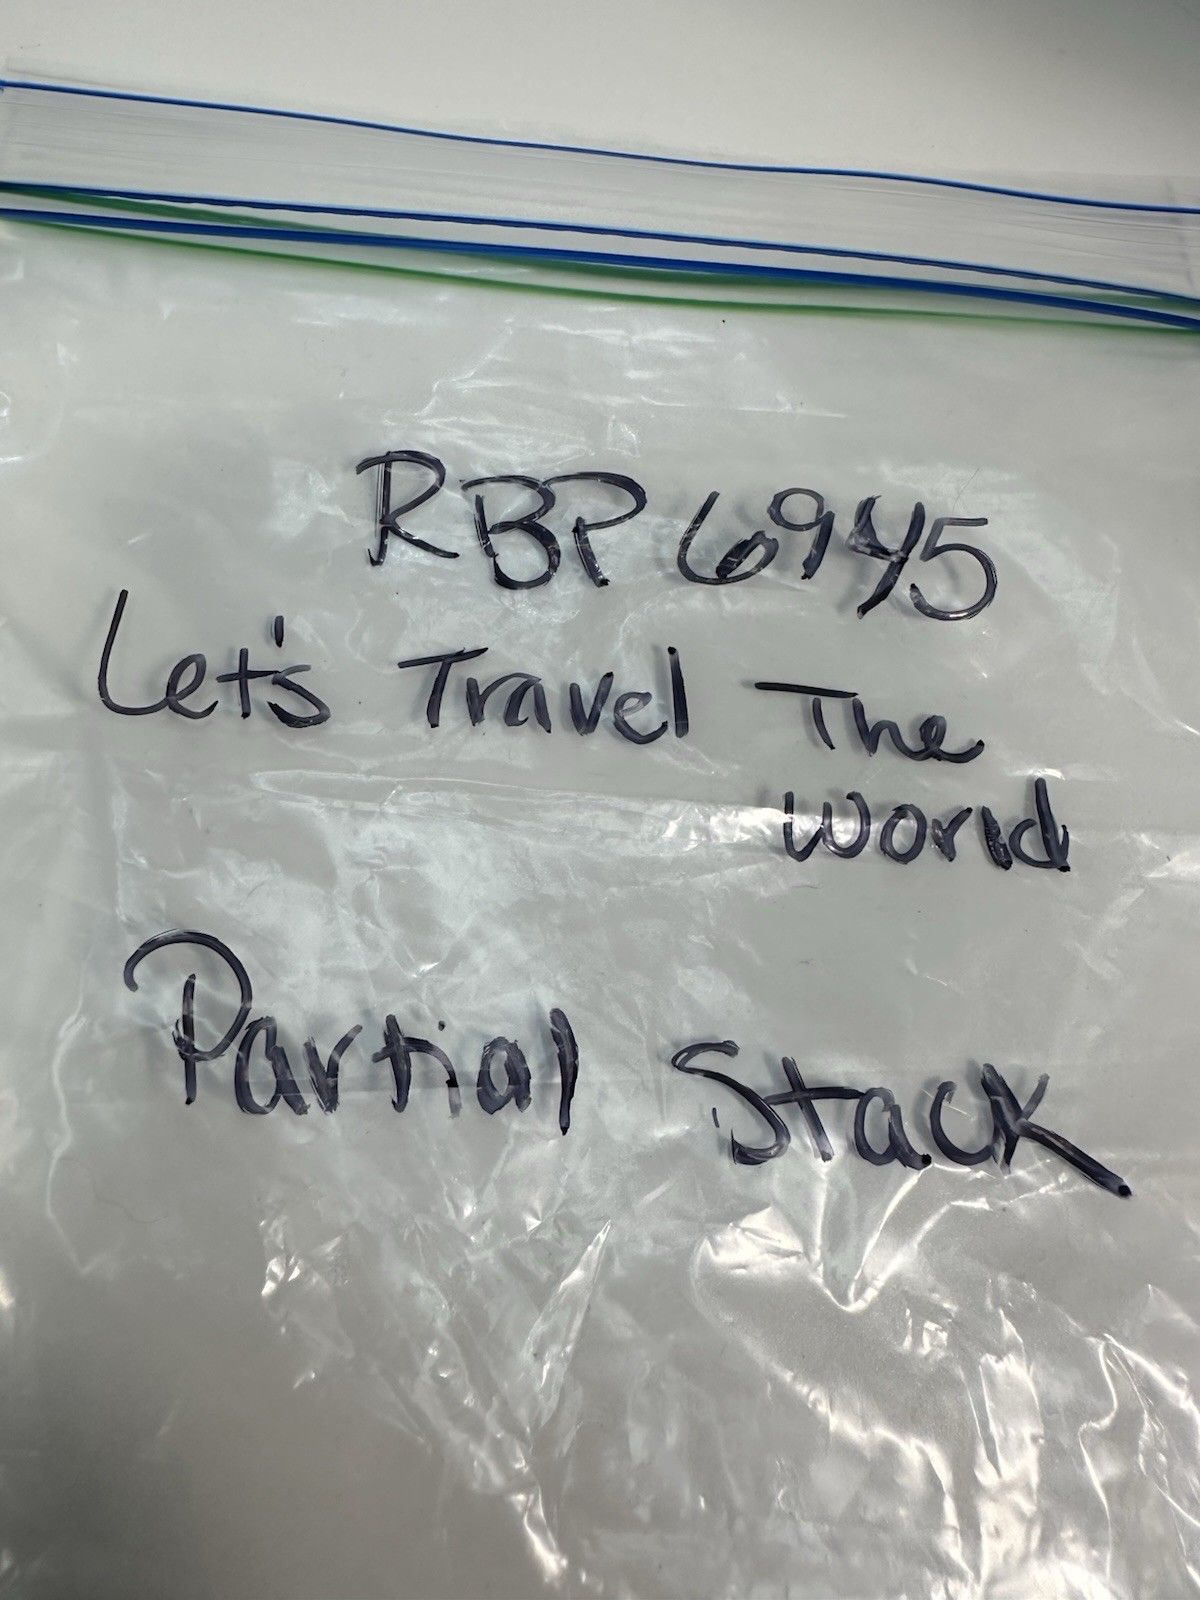 RBP 6945
Let's Travel The
World
Partial Stack